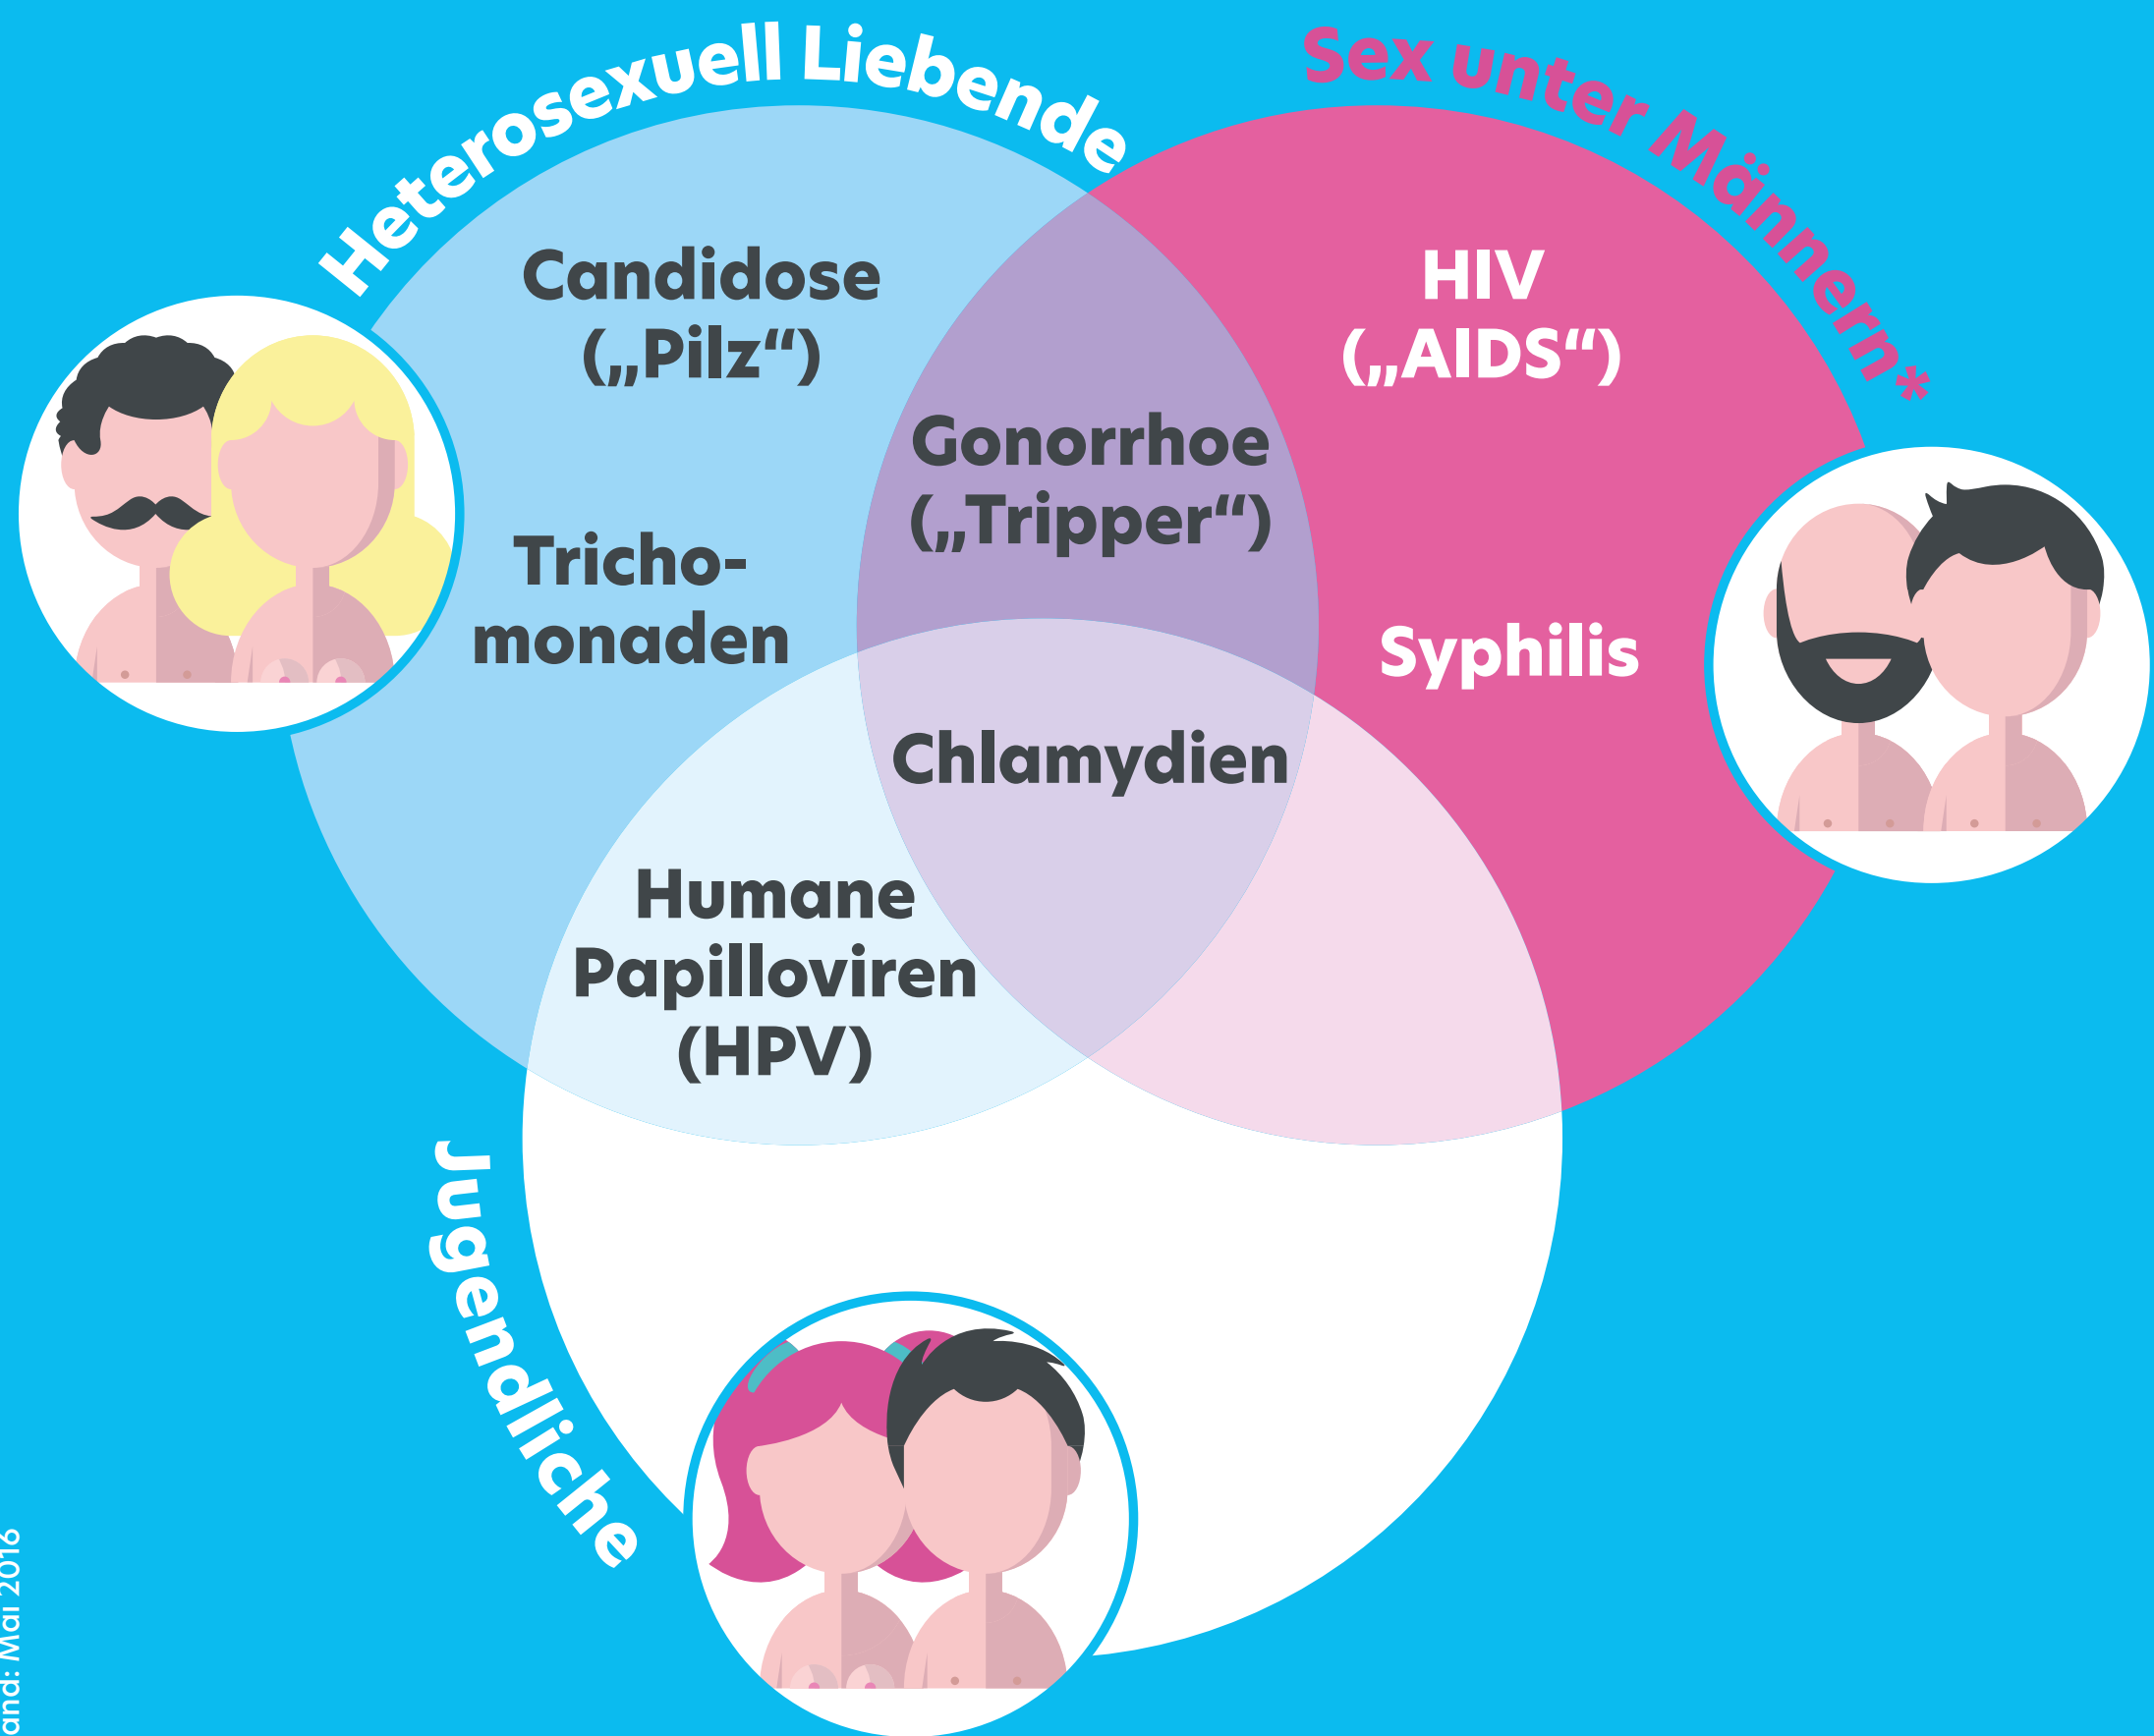 Heterosexuell Liebende
Sex unter Männern*
Candidose
(„Pilz“)
HIV
(„AIDS“)
Gonorrhoe
(„Tripper“)
Tricho-
monaden
Syphilis
Chlamydien
Humane
Papilloviren
(HPV)
Jugendliche
Mai 2016